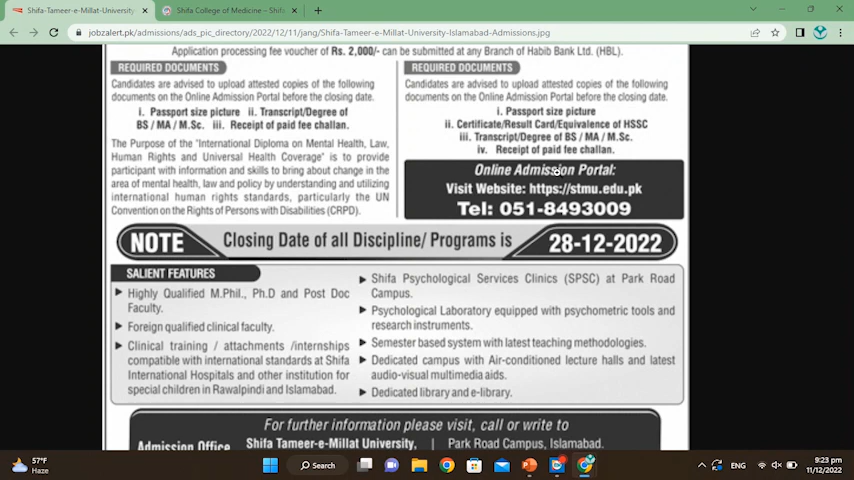 Shifa-Tameer-e-Millat-University-
Shifa College of Medicine – Shifa
jobzalert.pk/admissions/ads_pic_directory/2022/12/11/jang/Shifa-Tameer-e-Millat-University-Islamabad-Admissions.jpg
Application processing fee voucher of Rs. 2,000/- can be submitted at any Branch of Habib Bank Ltd. (HBL).
REQUIRED DOCUMENTS
Candidates are advised to upload attested copies of the following
documents on the Online Admission Portal before the closing date.
i. Passport size picture ii. Transcript/Degree of
BS / MA / M.Sc. iii. Receipt of paid fee challan.
The Purpose of the "International Diploma on Mental Health, Law,
Human Rights and Universal Health Coverage" is to provide
participant with information and skills to bring about change in the
area of mental health, law and policy by understanding and utilizing
international human rights standards, particularly the UN
Convention on the Rights of Persons with Disabilities (CRPD).
REQUIRED DOCUMENTS
Candidates are advised to upload attested copies of the following
documents on the Online Admission Portal before the closing date.
i. Passport size picture
ii. Certificate/Result Card/Equivalence of HSSC
iii. Transcript/Degree of BS / MA / M.Sc.
iv. Receipt of paid fee challan.
Online Admission Portal:
Visit Website: https://stmu.edu.pk
Tel: 051-8493009
NOTE Closing Date of all Discipline/ Programs is 28-12-2022
SALIENT FEATURES
Highly Qualified M.Phil., Ph.D and Post Doc
Faculty.
Foreign qualified clinical faculty.
Clinical training / attachments /internships
compatible with international standards at Shifa
International Hospitals and other institution for
special children in Rawalpindi and Islamabad.
Shifa Psychological Services Clinics (SPSC) at Park Road
Campus.
Psychological Laboratory equipped with psychometric tools and
research instruments.
Semester based system with latest teaching methodologies.
Dedicated campus with Air-conditioned lecture halls and latest
audio-visual multimedia aids.
Dedicated library and e-library.
For further information please visit, call or write to
Admission Office Shifa Tameer-e-Millat University, | Park Road Campus, Islamabad.
57°F
Haze
Search
ENG
9:23 pm
11/12/2022